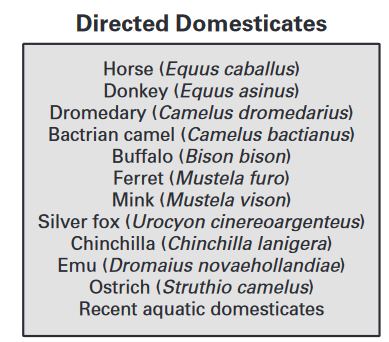 Directed Domesticates
Horse (Equus caballus)
Donkey (Equus asinus)
Dromedary (Camelus dromedarius)
Bactrian camel (Camelus bactianus)
Buffalo (Bison bison)
Ferret (Mustela furo)
Mink (Mustela vison)
Silver fox (Urocyon cinereoargenteus)
Chinchilla (Chinchilla lanigera)
Emu (Dromaius novaehollandiae)
Ostrich (Struthio camelus)
Recent aquatic domesticates